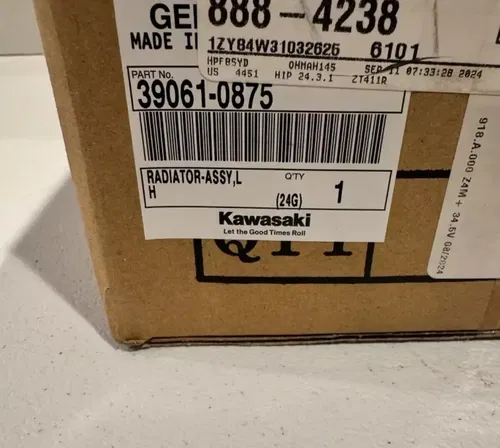 GE
888-4238
MADE I
1ZY84W31032626 6101
HPFBSYD OHMAH145 SEP 11 07:33:28 2024
US 4451 HIP 24.3.1 ZT411R
PART No.
39061-0875
RADIATOR-ASSY,L
H
Q'TY
(24G) 1
Kawasaki
Let the Good Times Roll
918.A.000 Z4M + 34.5V 08/2024